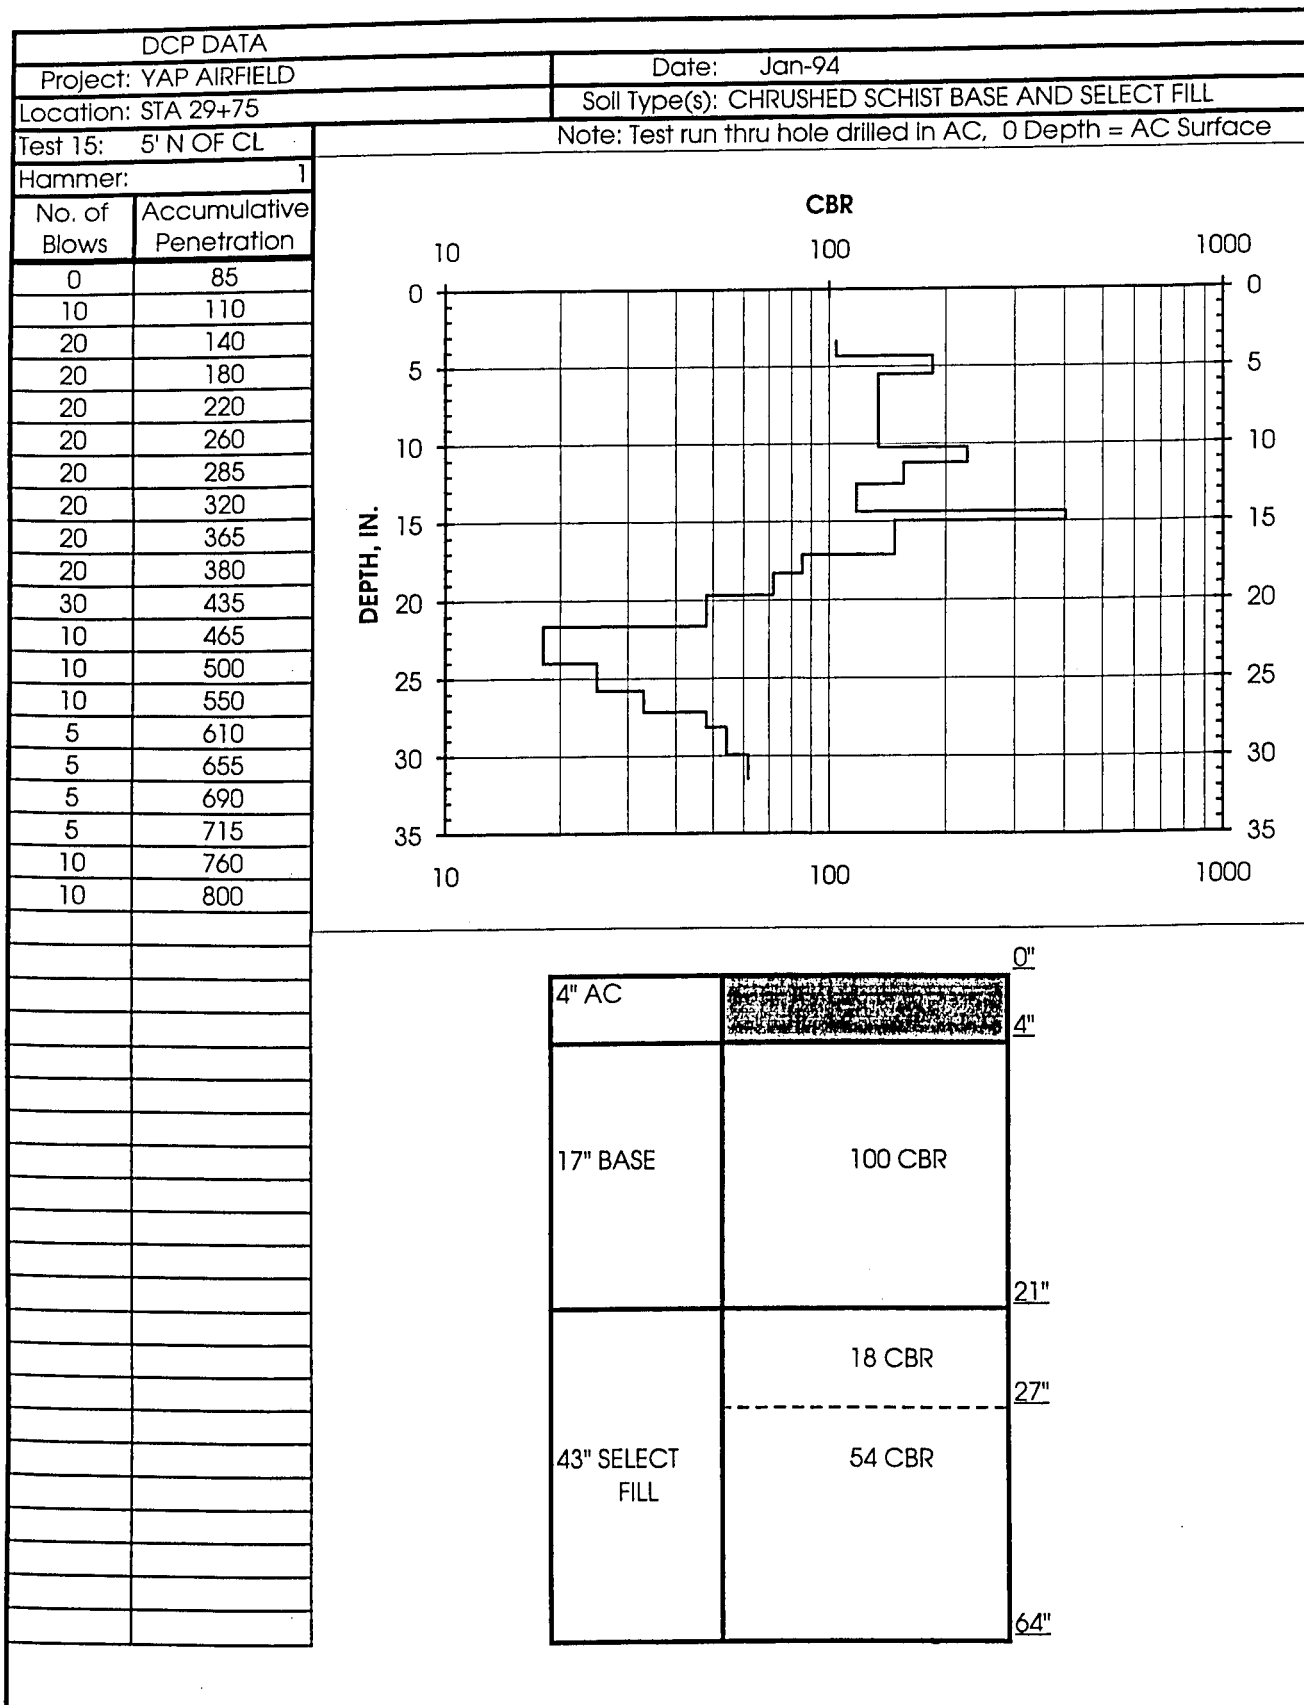 DCP DATA
Project: YAP AIRFIELD
Date: Jan-94
Location: STA 29+75
Soil Type(s): CHRUSHED SCHIST BASE AND SELECT FILL
Test 15: 5' N OF CL
Note: Test run thru hole drilled in AC, 0 Depth = AC Surface
Hammer: 1
No. of Blows Accumulative Penetration
0 85
10 110
20 140
20 180
20 220
20 260
20 285
20 320
20 365
20 380
30 435
10 465
10 500
10 550
5 610
5 655
5 690
5 715
10 760
10 800
CBR
10 100 1000
0 0
5 5
10 10
15 15
20 20
25 25
30 30
35 35
DEPTH, IN.
10 100 1000
0"
4" AC
4"
17" BASE 100 CBR
21"
18 CBR
27"
43" SELECT 54 CBR
FILL
64"